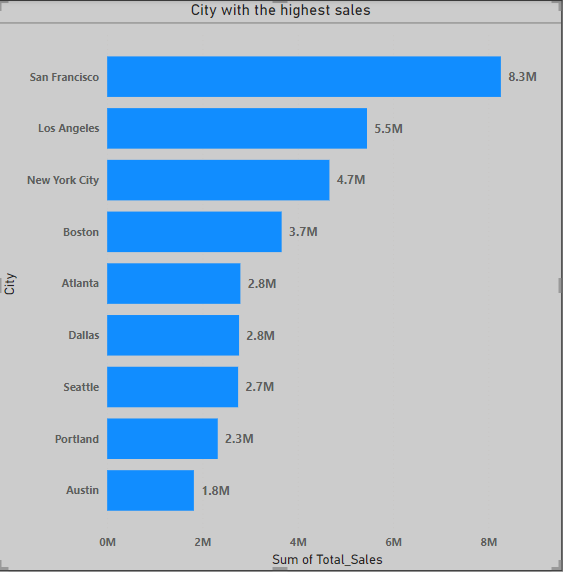 City with the highest sales
San Francisco 8.3M
Los Angeles 5.5M
New York City 4.7M
Boston 3.7M
Atlanta 2.8M
Dallas 2.8M
Seattle 2.7M
Portland 2.3M
Austin 1.8M
City
0M 2M 4M 6M 8M
Sum of Total_Sales